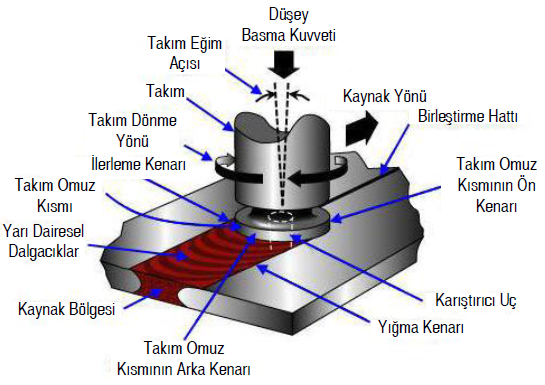 Düşey
Basma Kuvveti
Takım Eğim
Açısı
Takım
Kaynak Yönü
Birleştirme Hattı
Takım Dönme
Yönü
İlerleme Kenarı
Takım Omuz
Kısmının Ön
Kenarı
Takım Omuz
Kısmı
Yarı Dairesel
Dalgacıklar
Kaynak Bölgesi
Karıştırıcı Uç
Yığma Kenarı
Takım Omuz
Kısmının Arka Kenarı